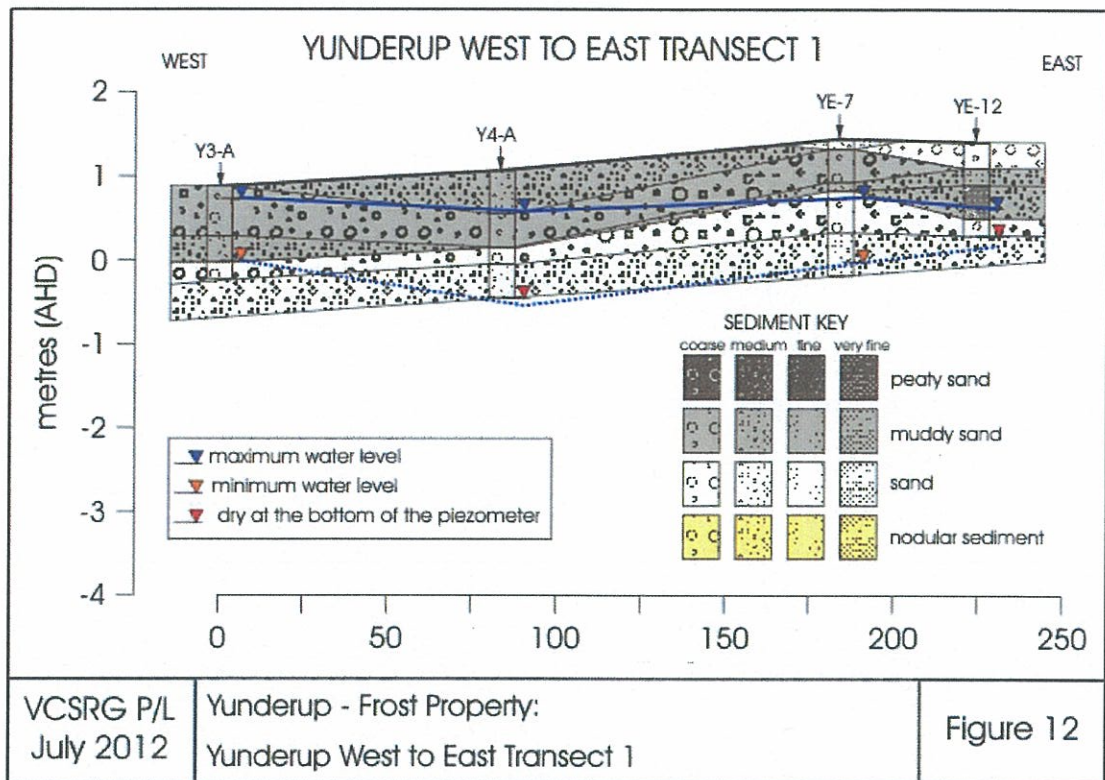 YUNDERUP WEST TO EAST TRANSECT 1
WEST
EAST
Y3-A
Y4-A
YE-7
YE-12
metres (AHD)
2
1
0
-1
-2
-3
-4
SEDIMENT KEY
coarse medium fine very fine
peaty sand
muddy sand
sand
nodular sediment
maximum water level
minimum water level
dry at the bottom of the piezometer
0 50 100 150 200 250
VCSRG P/L
July 2012
Yunderup - Frost Property:
Yunderup West to East Transect 1
Figure 12